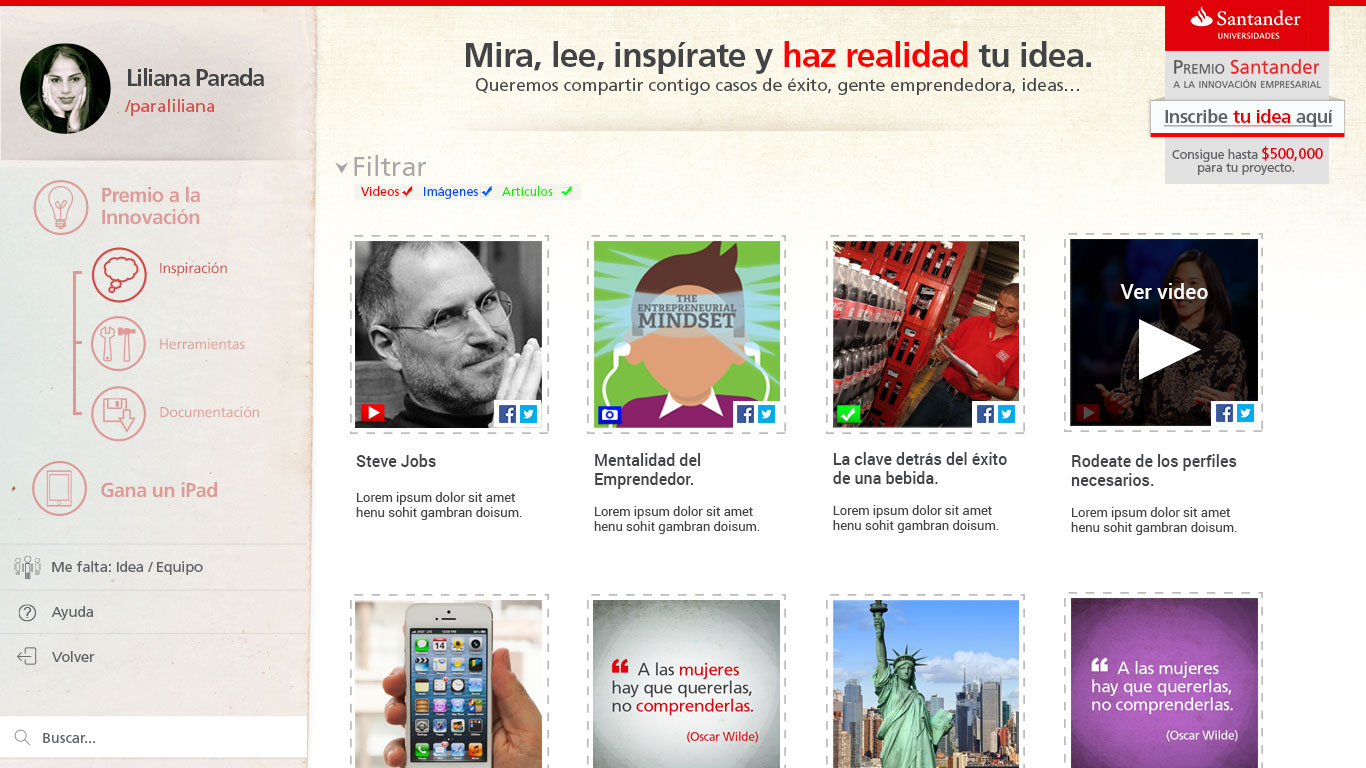 Liliana Parada
/paraliliana
Premio a la
Innovación
Inspiración
Herramientas
Documentación
Gana un iPad
Me falta: Idea / Equipo
Ayuda
Volver
Buscar...
Mira, lee, inspírate y haz realidad tu idea.
Queremos compartir contigo casos de éxito, gente emprendedora, ideas...
Santander
UNIVERSIDADES
PREMIO Santander
A LA INNOVACIÓN EMPRESARIAL
Inscribe tu idea aquí
Consigue hasta $500,000
para tu proyecto.
Filtrar
Videos Imágenes Artículos
THE
ENTREPRENEURIAL
MINDSET
Ver video
Steve Jobs
Lorem ipsum dolor sit amet
henu sohit gambran doisum.
Mentalidad del
Emprendedor.
Lorem ipsum dolor sit amet
henu sohit gambran doisum.
La clave detrás del éxito
de una bebida.
Lorem ipsum dolor sit amet
henu sohit gambran doisum.
Rodeate de los perfiles
necesarios.
Lorem ipsum dolor sit amet
henu sohit gambran doisum.
“ A las mujeres
hay que quererlas,
no comprenderlas.
(Oscar Wilde)
“ A las mujeres
hay que quererlas,
no comprenderlas.
(Oscar Wilde)